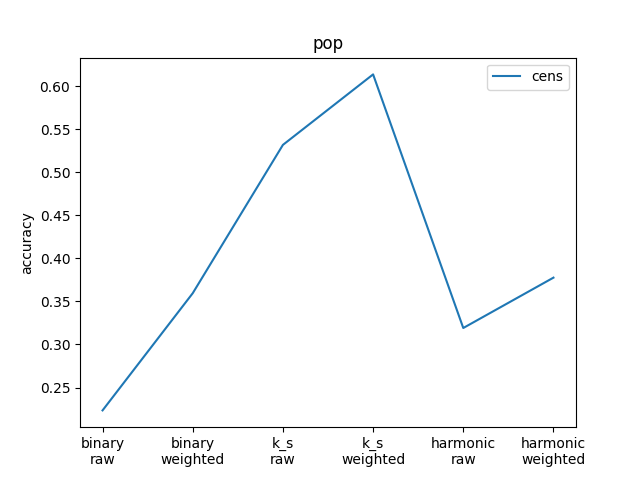 pop
cens
accuracy
0.60
0.55
0.50
0.45
0.40
0.35
0.30
0.25
binary raw
binary weighted
k_s raw
k_s weighted
harmonic raw
harmonic weighted